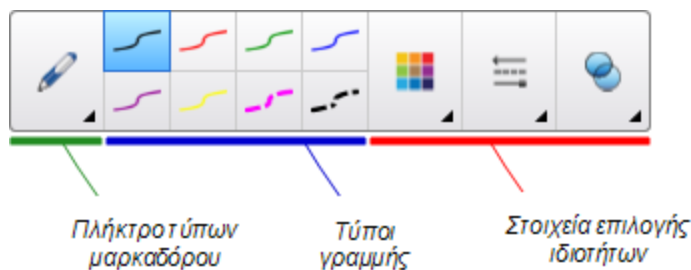 Πλήκτρο τύπων
μαρκαδόρου
Τύποι
γραμμής
Στοιχεία επιλογής
ιδιοτήτων